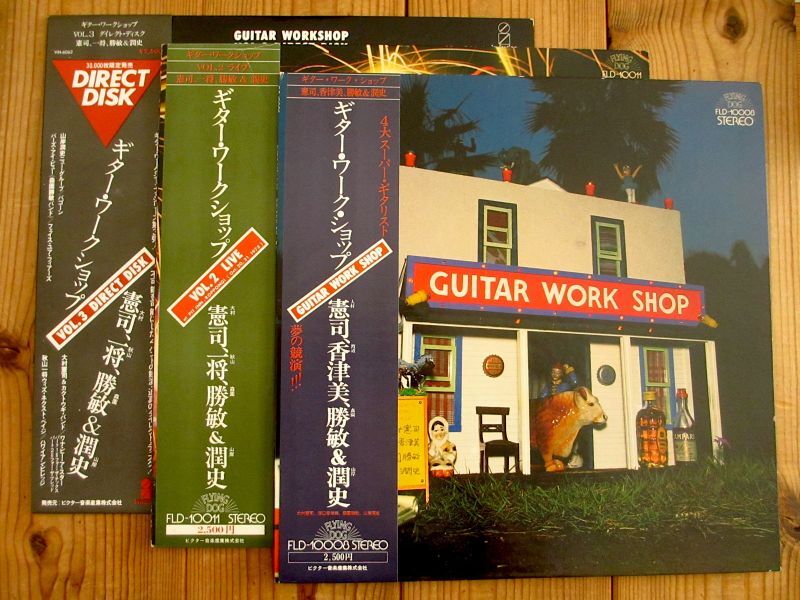 ギター・ワークショップ
VOL.3 ダイレクト・ディスク
憲司、一将、勝敏&潤史
VIH-6063
30,000枚限定発売
DIRECT
DISK
ギター・ワークショップ
VOL.3 DIRECT DISK
憲司、一将、勝敏&潤史
発売元:ビクター音楽産業株式会社
GUITAR WORKSHOP
ギター・ワークショップ
VOL.2 ライブ
憲司、一将、勝敏&潤史
ギター・ワークショップ
VOL.2 LIVE
憲司、一将、勝敏&潤史
FLYING
DOG
FLD-10011 STEREO
2,500円
ビクター音楽産業株式会社
FLYING
DOG
FLD-10011
ギター・ワーク・ショップ
憲司、香津美、勝敏&潤史
4大スーパー・ギタリスト
ギター・ワーク・ショップ
GUITAR WORK SHOP
憲司、香津美、勝敏&潤史
夢の競演!!!
FLYING
DOG
FLD-10008 STEREO
2,500円
ビクター音楽産業株式会社
FLYING
DOG
FLD-10008
STEREO
GUITAR WORK SHOP
憲司
香津美
勝敏
潤史